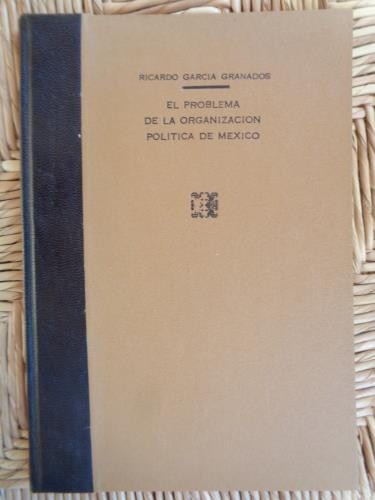 RICARDO GARCIA GRANADOS
EL PROBLEMA
DE LA ORGANIZACION
POLITICA DE MEXICO